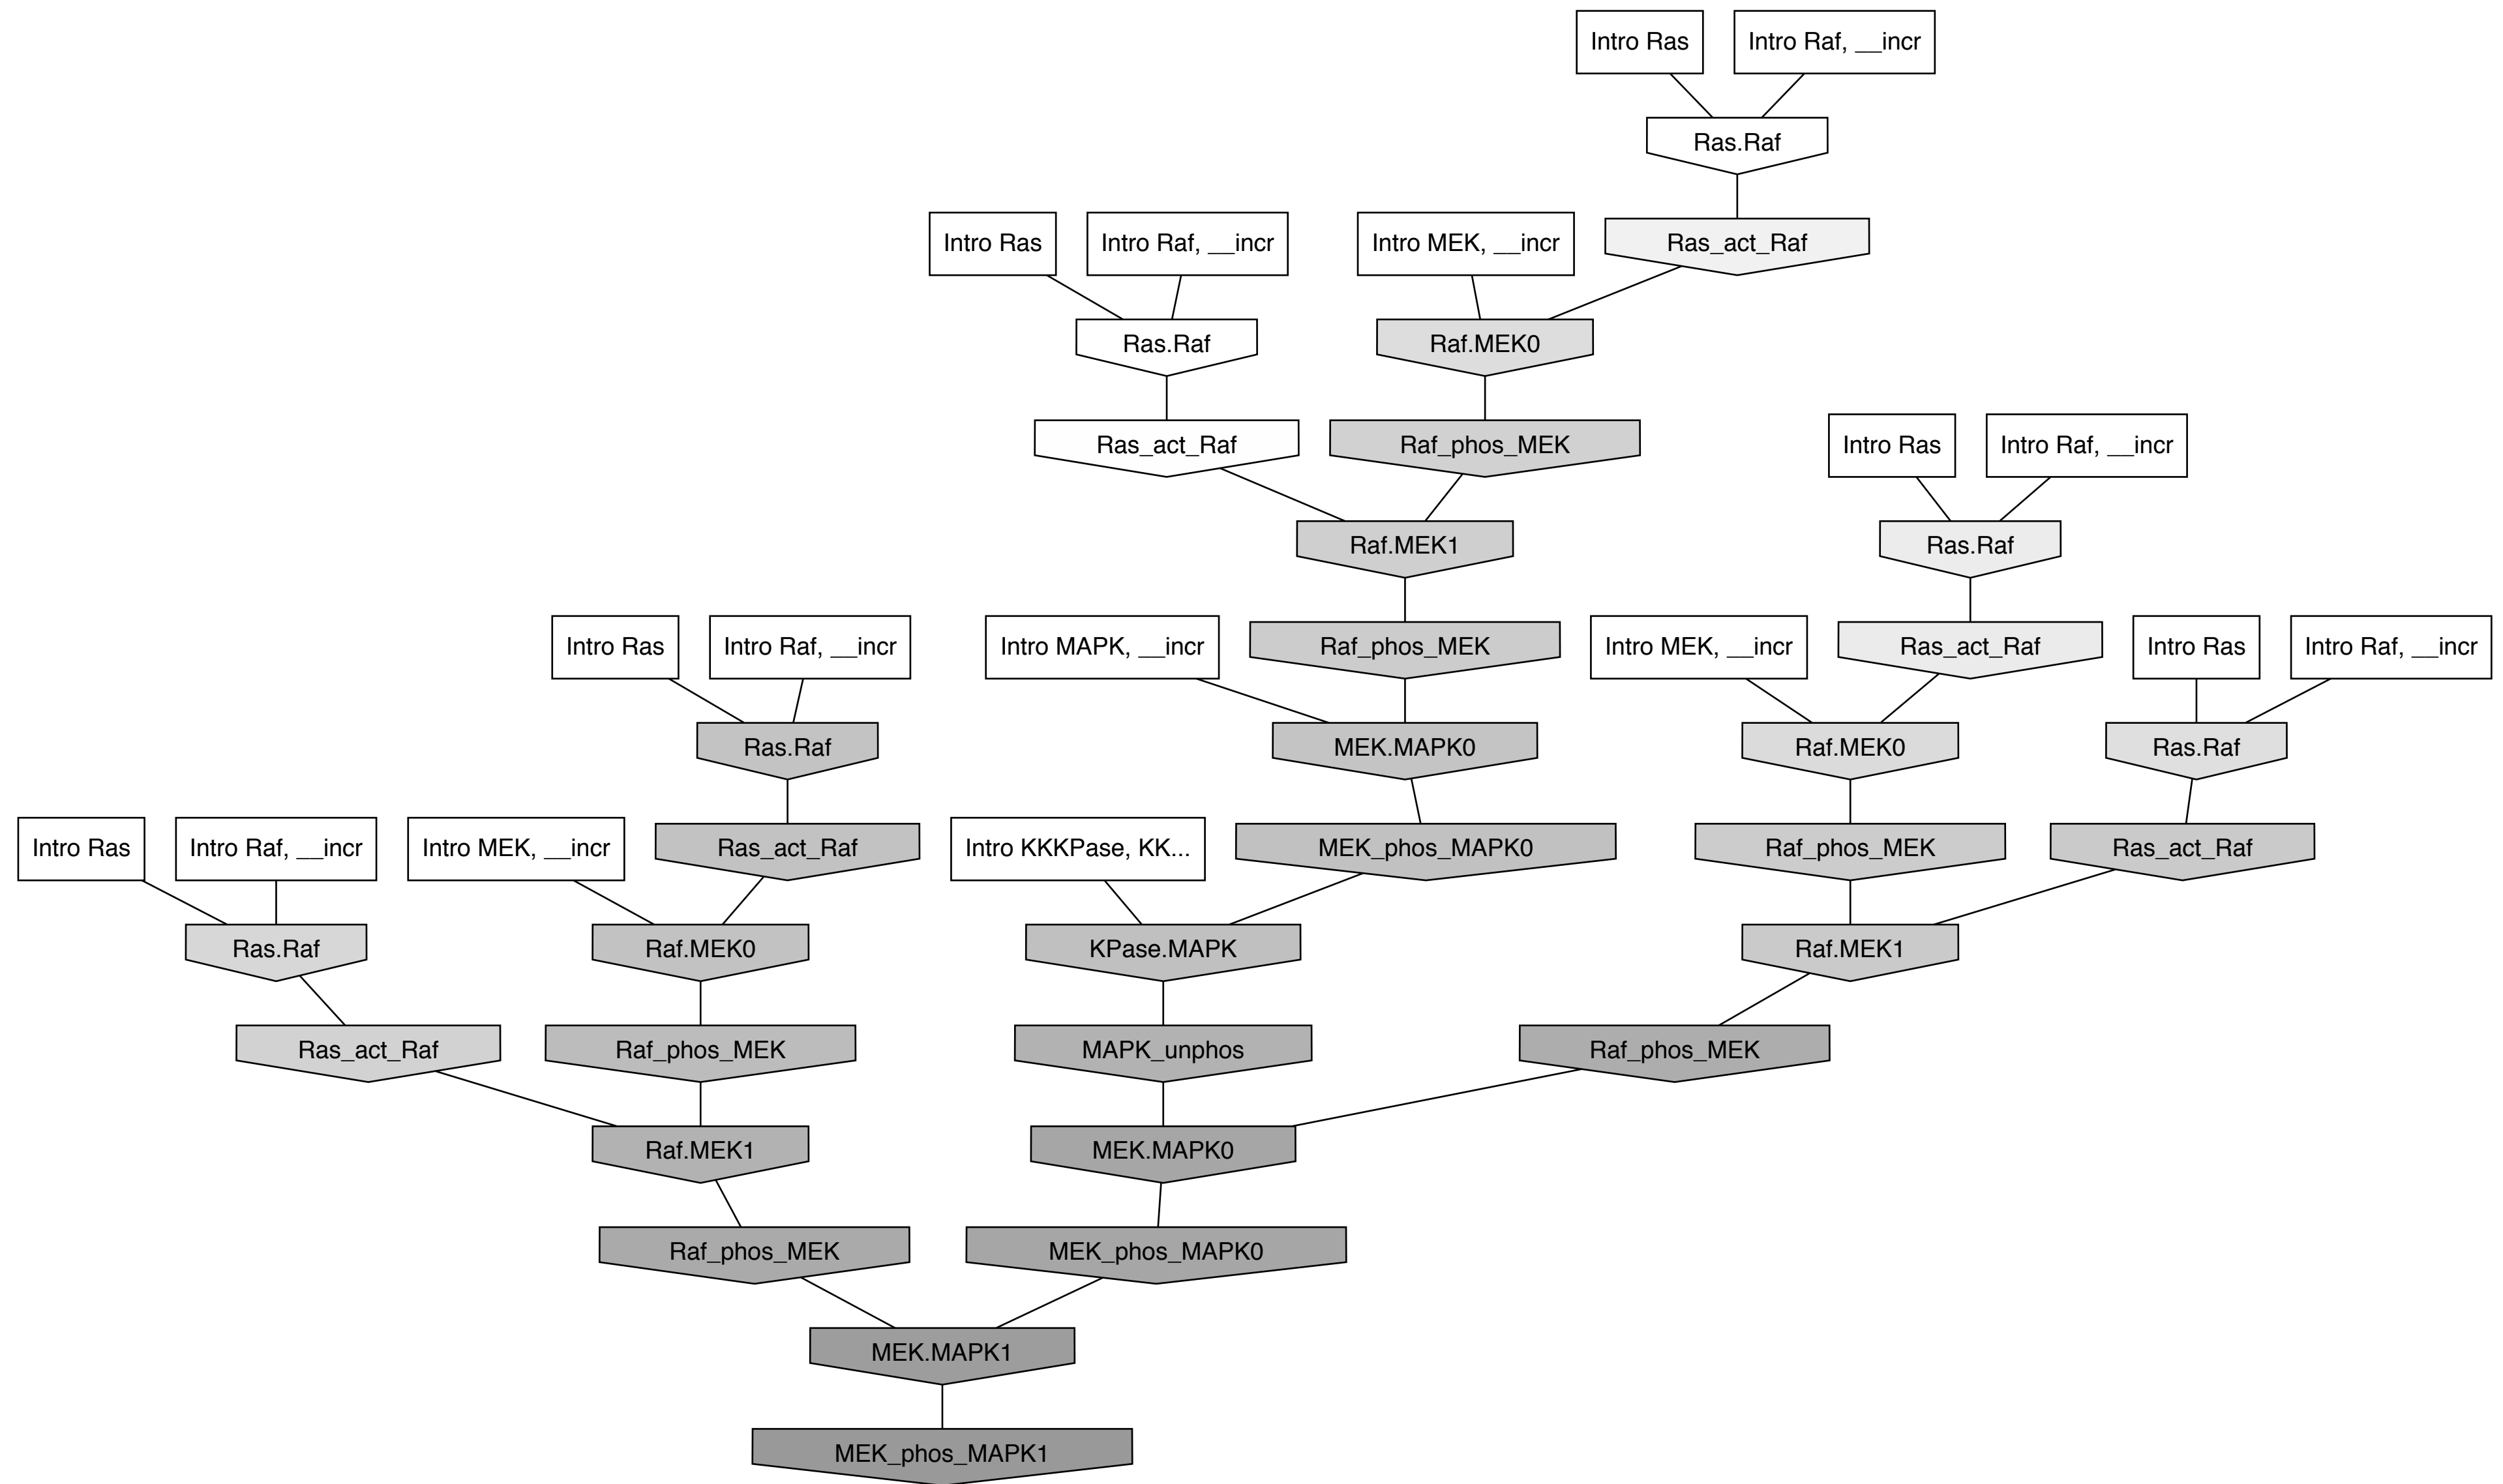 Intro Ras
Intro Raf, __incr
Ras.Raf
Intro Ras
Intro Raf, __incr
Intro MEK, __incr
Ras_act_Raf
Ras.Raf
Raf.MEK0
Ras_act_Raf
Raf_phos_MEK
Intro Ras
Intro Raf, __incr
Raf.MEK1
Ras.Raf
Intro Ras
Intro Raf, __incr
Intro MAPK, __incr
Raf_phos_MEK
Intro MEK, __incr
Ras_act_Raf
Intro Ras
Intro Raf, __incr
Ras.Raf
MEK.MAPK0
Raf.MEK0
Ras.Raf
Intro Ras
Intro Raf, __incr
Intro MEK, __incr
Ras_act_Raf
Intro KKKPase, KK...
MEK_phos_MAPK0
Raf_phos_MEK
Ras_act_Raf
Ras.Raf
Raf.MEK0
KPase.MAPK
Raf.MEK1
Ras_act_Raf
Raf_phos_MEK
MAPK_unphos
Raf_phos_MEK
Raf.MEK1
MEK.MAPK0
Raf_phos_MEK
MEK_phos_MAPK0
MEK.MAPK1
MEK_phos_MAPK1